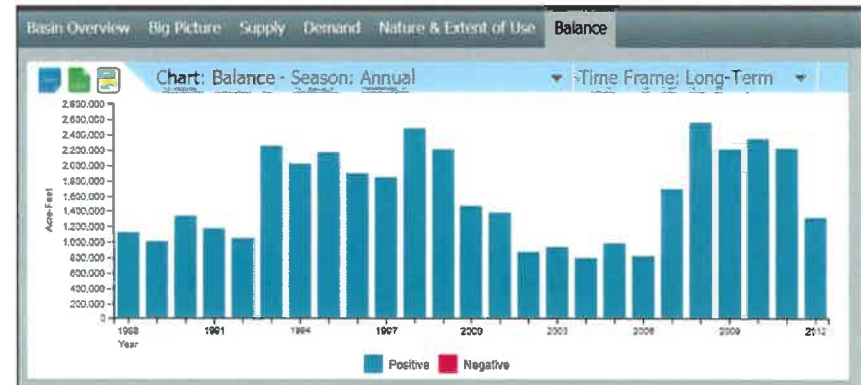 Basin Overview Big Picture Supply Demand Nature & Extent of Use Balance
Chart: Balance - Season: Annual Time Frame: Long-Term
2,800,000
2,600,000
2,400,000
2,200,000
2,000,000
1,800,000
1,600,000
1,400,000
1,200,000
1,000,000
800,000
600,000
400,000
200,000
0
Acre-Feet
1988 1991 1994 1997 2000 2003 2006 2009 2012
Year
Positive Negative